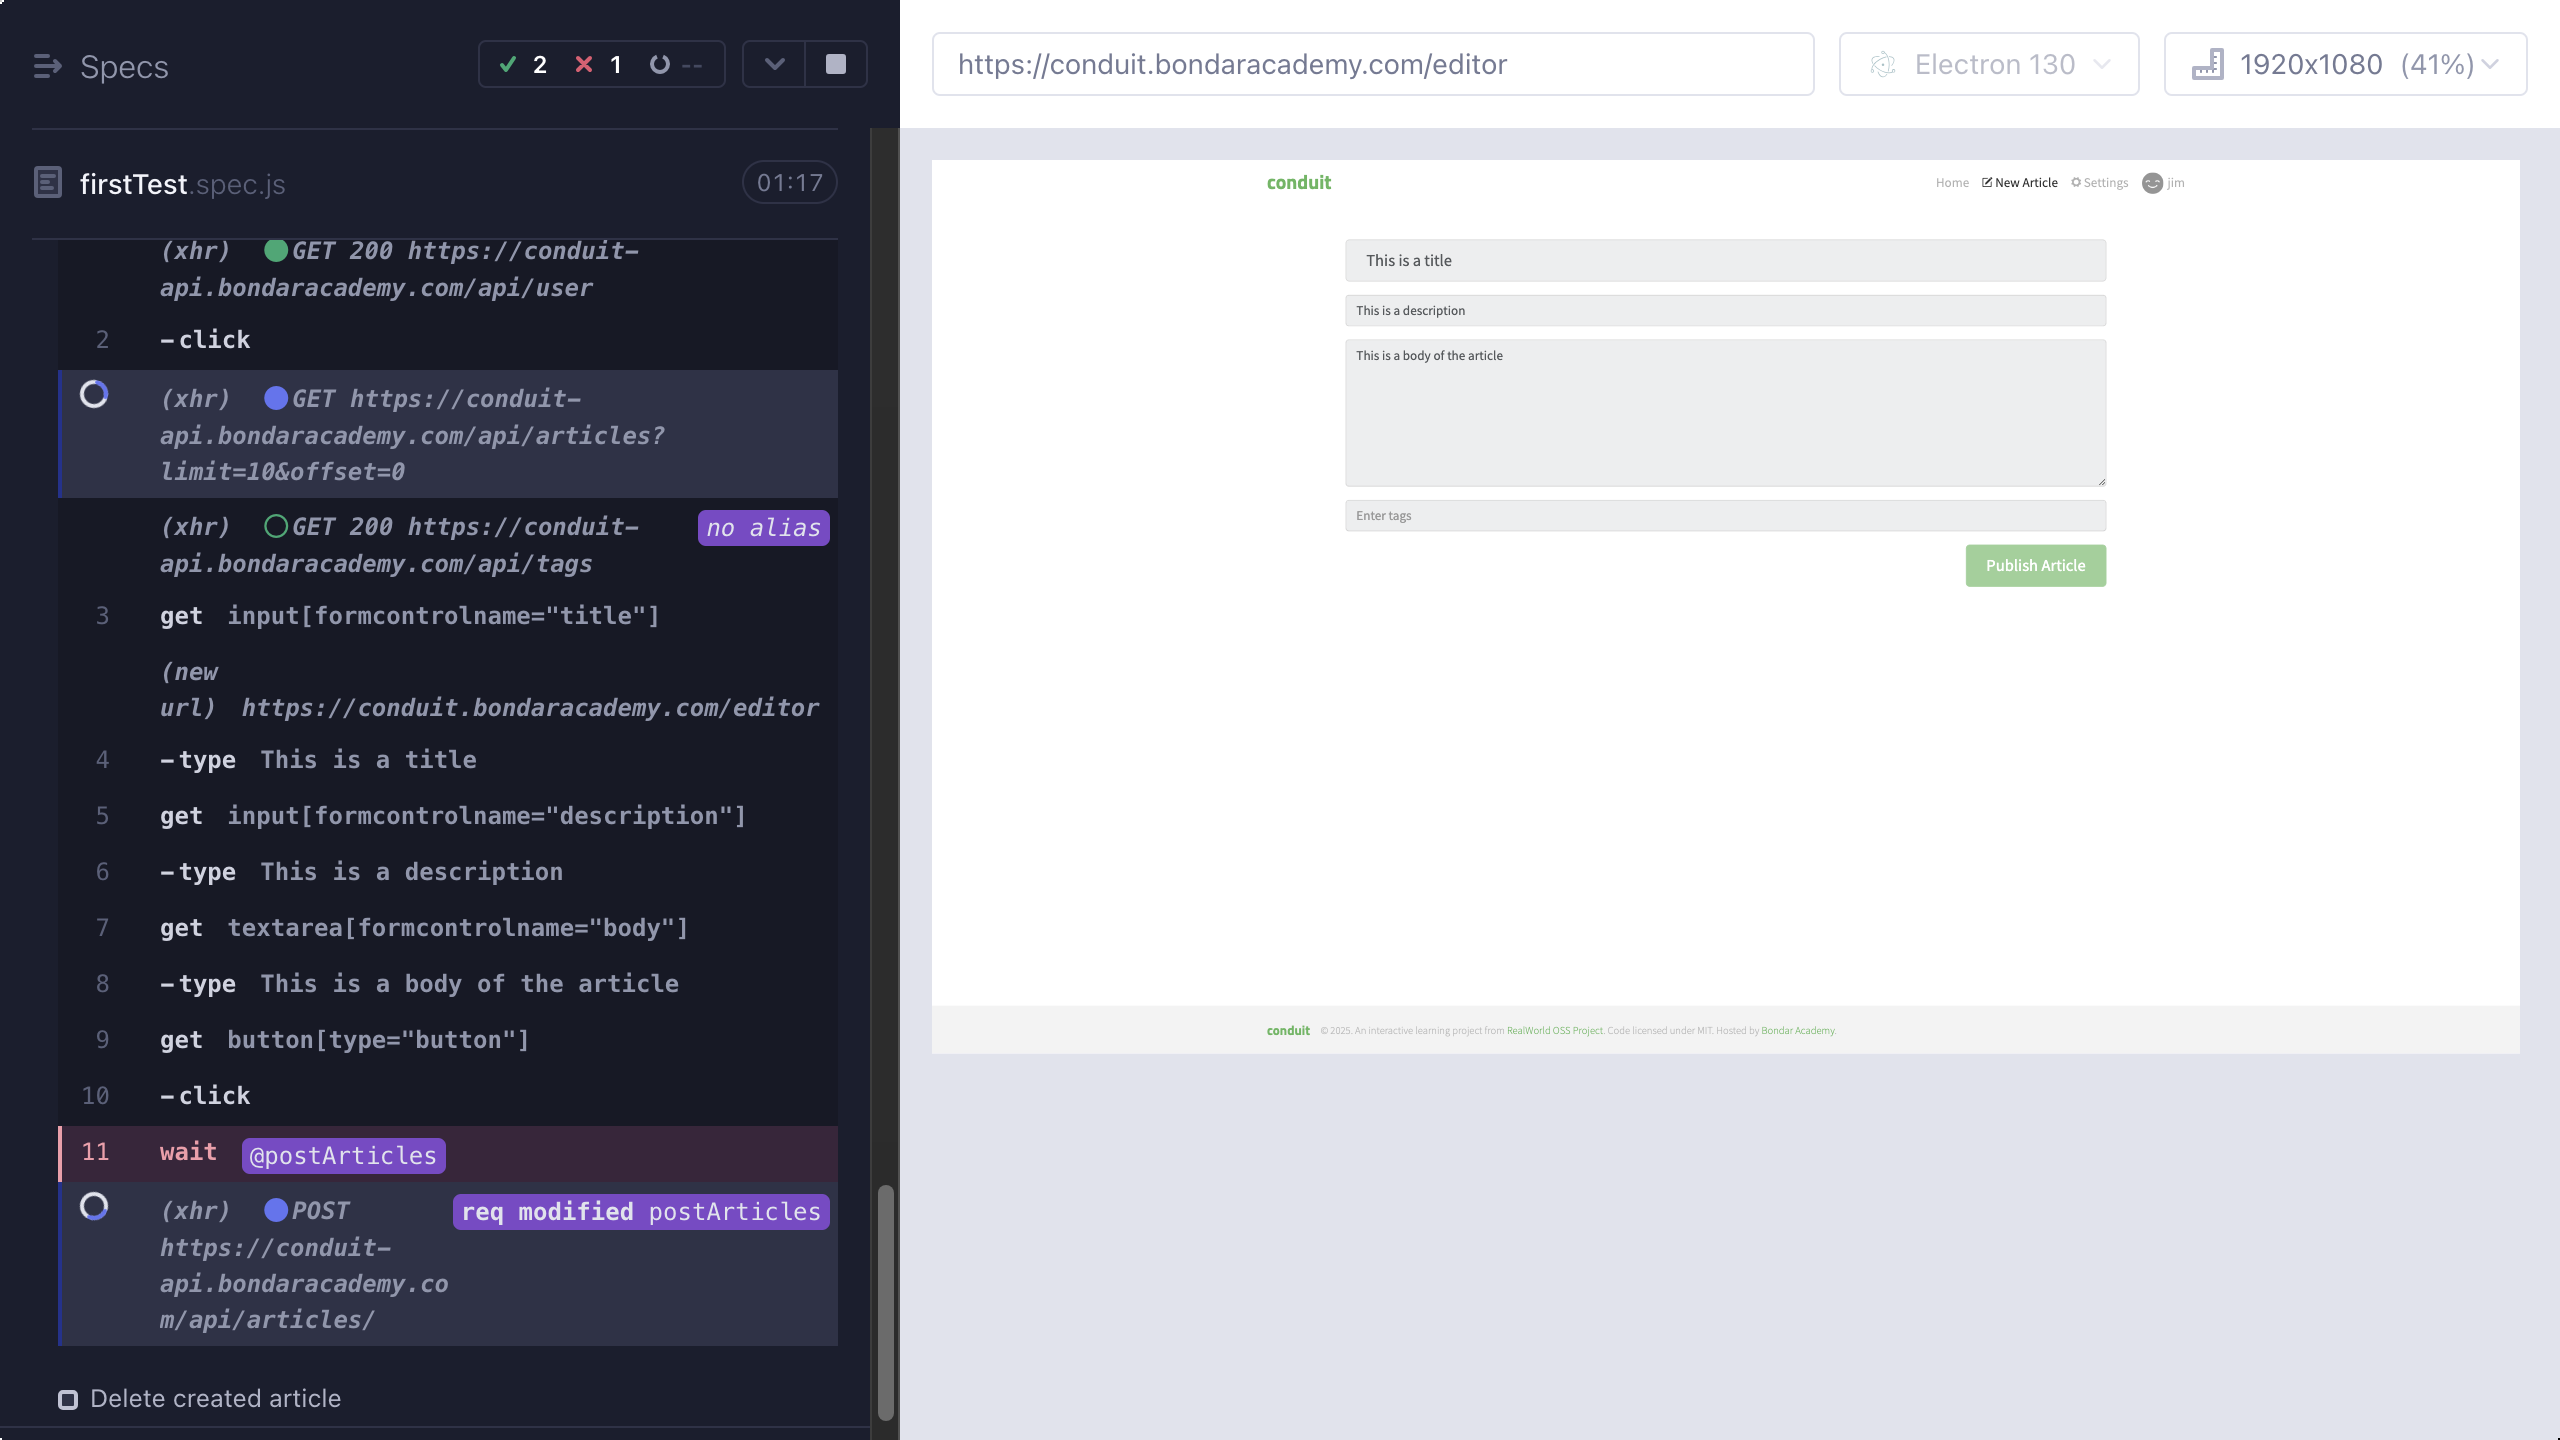 Specs
2
1
--
firstTest.spec.js
01:17
(xhr) GET 200 https://conduit-
api.bondaracademy.com/api/user
2 -click
(xhr) GET https://conduit-
api.bondaracademy.com/api/articles?
limit=10&offset=0
(xhr) GET 200 https://conduit- no alias
api.bondaracademy.com/api/tags
3 get input[formcontrolname="title"]
(new
url) https://conduit.bondaracademy.com/editor
4 -type This is a title
5 get input[formcontrolname="description"]
6 -type This is a description
7 get textarea[formcontrolname="body"]
8 -type This is a body of the article
9 get button[type="button"]
10 -click
11 wait @postArticles
(xhr) POST req modified postArticles
https://conduit-
api.bondaracademy.co
m/api/articles/
Delete created article
https://conduit.bondaracademy.com/editor
Electron 130
1920x1080 (41%)
conduit
Home New Article Settings jim
This is a title
This is a description
This is a body of the article
Enter tags
Publish Article
conduit © 2025. An interactive learning project from RealWorld OSS Project. Code licensed under MIT. Hosted by Bondar Academy.